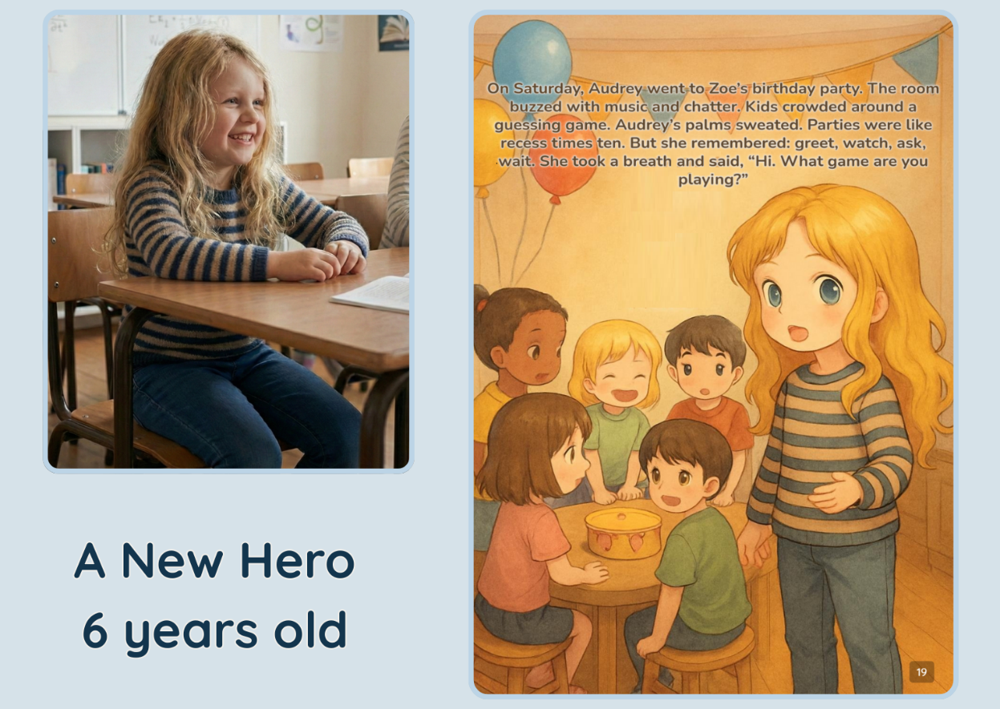 A New Hero
6 years old
On Saturday, Audrey went to Zoe's birthday party. The room
buzzed with music and chatter. Kids crowded around a
guessing game. Audrey's palms sweated. Parties were like
recess times ten. But she remembered: greet, watch, ask,
wait. She took a breath and said, “Hi. What game are you
playing?”
19